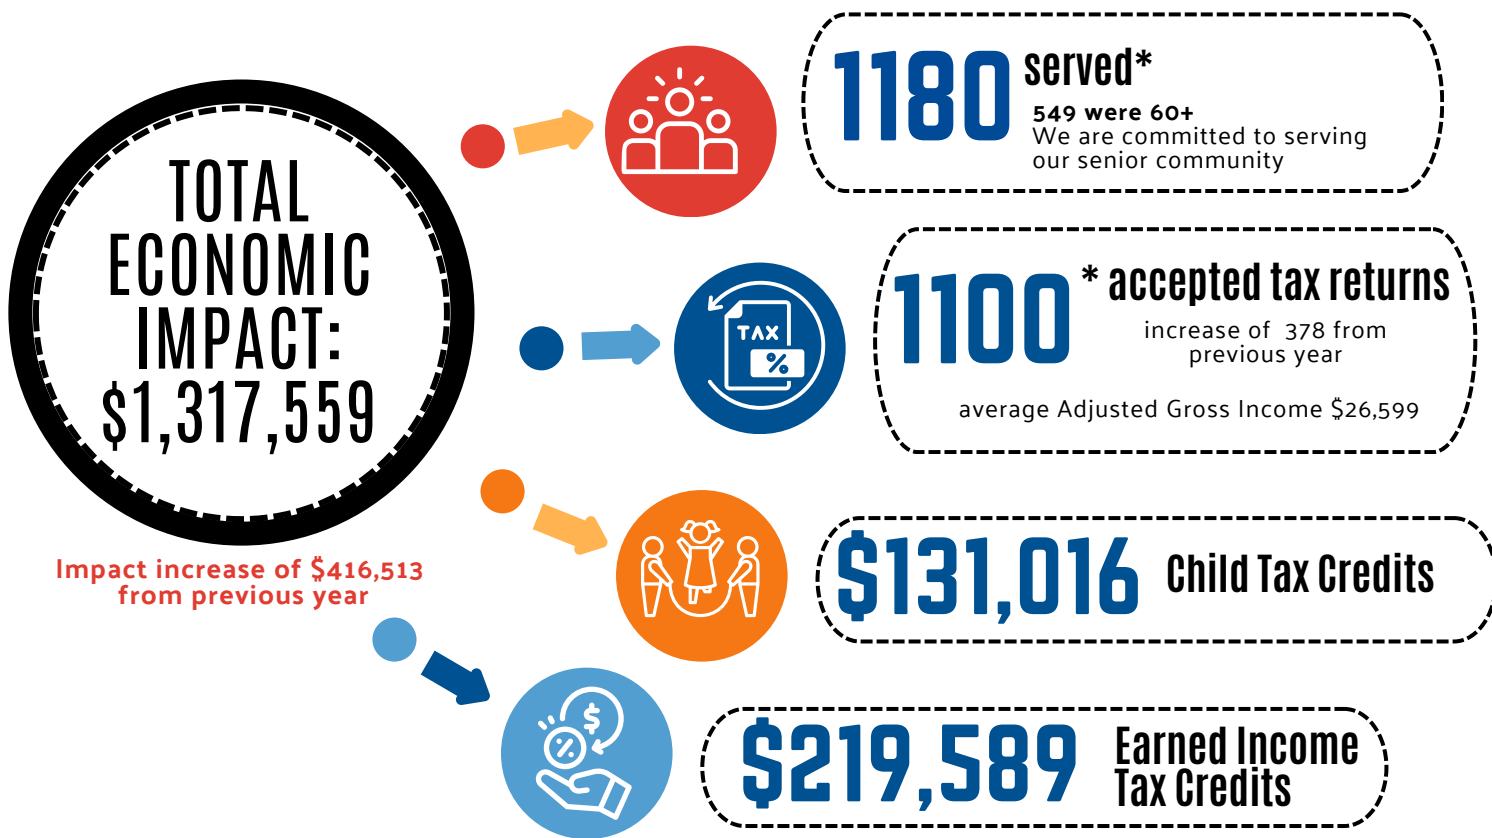 TOTAL
ECONOMIC
IMPACT:
$1,317,559
Impact increase of $416,513
from previous year
1180 served*
549 were 60+
We are committed to serving
our senior community
TAX
%
1100 * accepted tax returns
increase of 378 from
previous year
average Adjusted Gross Income $26,599
$131,016 Child Tax Credits
$
%
$219,589 Earned Income
Tax Credits